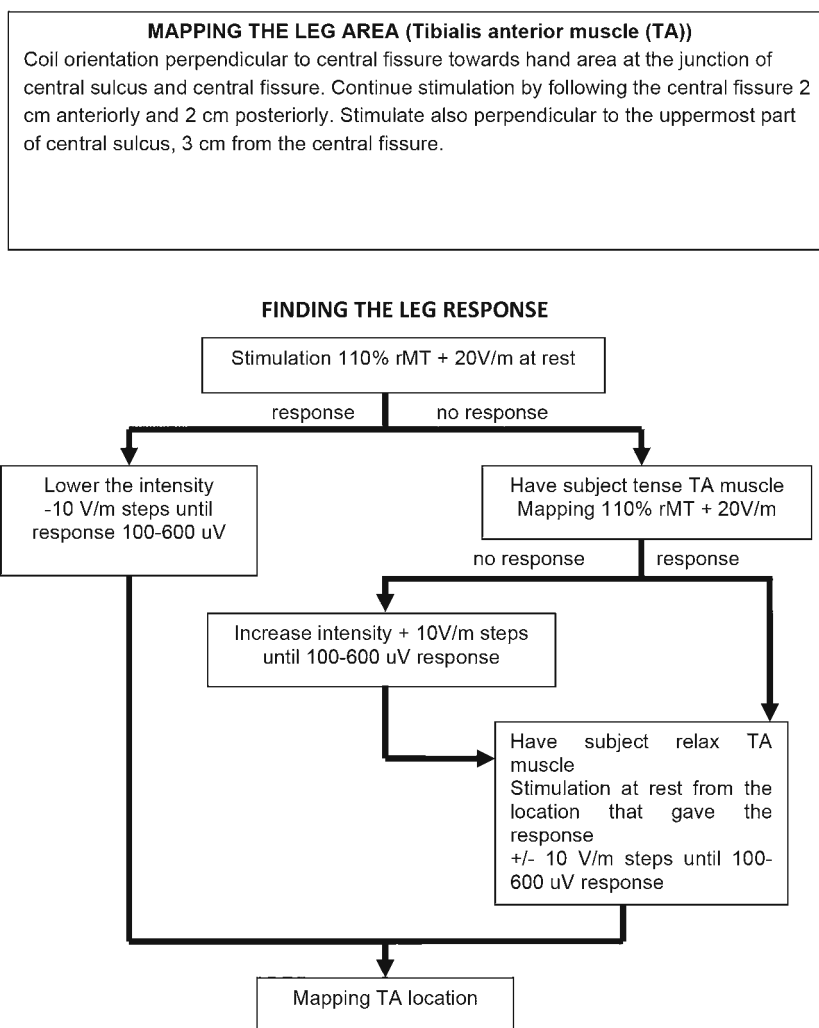 MAPPING THE LEG AREA (Tibialis anterior muscle (TA))
Coil orientation perpendicular to central fissure towards hand area at the junction of
central sulcus and central fissure. Continue stimulation by following the central fissure 2
cm anteriorly and 2 cm posteriorly. Stimulate also perpendicular to the uppermost part
of central sulcus, 3 cm from the central fissure.
FINDING THE LEG RESPONSE
Stimulation 110% rMT + 20V/m at rest
response
no response
Lower the intensity
-10 V/m steps until
response 100-600 uV
Have subject tense TA muscle
Mapping 110% rMT + 20V/m
no response
response
Increase intensity + 10V/m steps
until 100-600 uV response
Have subject relax TA
muscle
Stimulation at rest from the
location that gave the
response
+/- 10 V/m steps until 100-
600 uV response
Mapping TA location